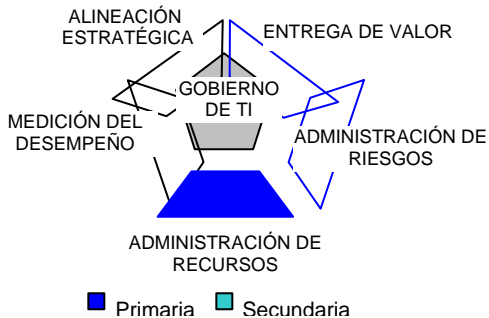 ALINEACIÓN
ESTRATÉGICA
ENTREGA DE VALOR
GOBIERNO
DE TI
MEDICIÓN DEL
DESEMPEÑO
ADMINISTRACIÓN DE
RIESGOS
ADMINISTRACIÓN DE
RECURSOS
Primaria Secundaria